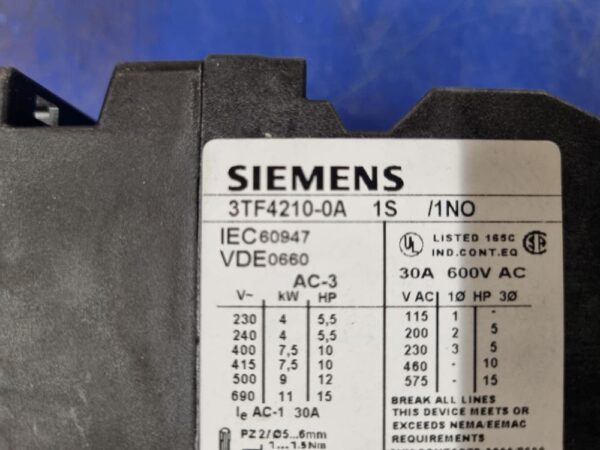 SIEMENS
3TF4210-0A 1S /1NO
IEC60947
VDE0660
AC-3
V~ kW HP
230 4 5,5
240 4 5,5
400 7,5 10
415 7,5 10
500 9 12
690 11 15
Ie AC-1 30A
PZ 2/Ø5...6mm
UL LISTED 165C
IND.CONT.EQ
30A 600V AC
V AC 1Ø HP 3Ø
115 1 -
200 2 5
230 3 5
460 - 10
575 - 15
BREAK ALL LINES
THIS DEVICE MEETS OR
EXCEEDS NEMA/EEMAC
REQUIREMENTS